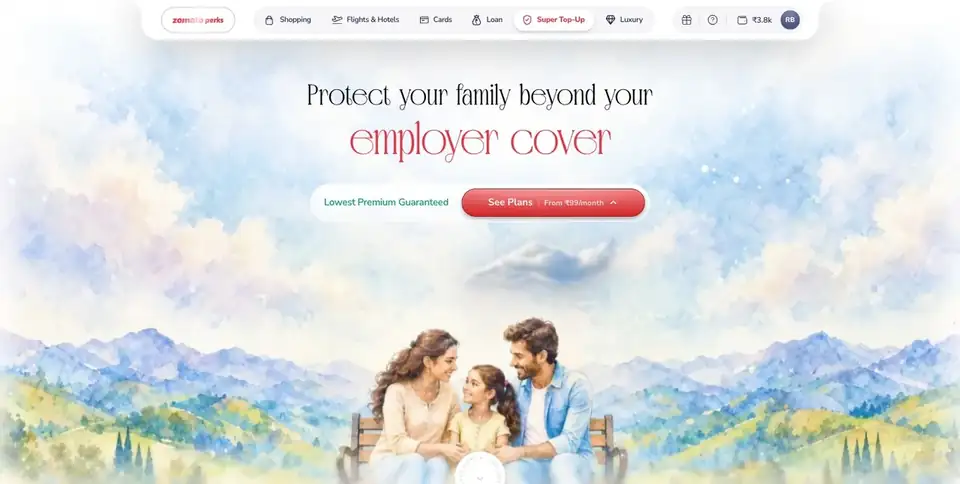 zomato perks
Shopping
Flights & Hotels
Cards
Loan
Super Top-Up
Luxury
₹3.8k
RB
Protect your family beyond your
employer cover
Lowest Premium Guaranteed
See Plans | From ₹99/month